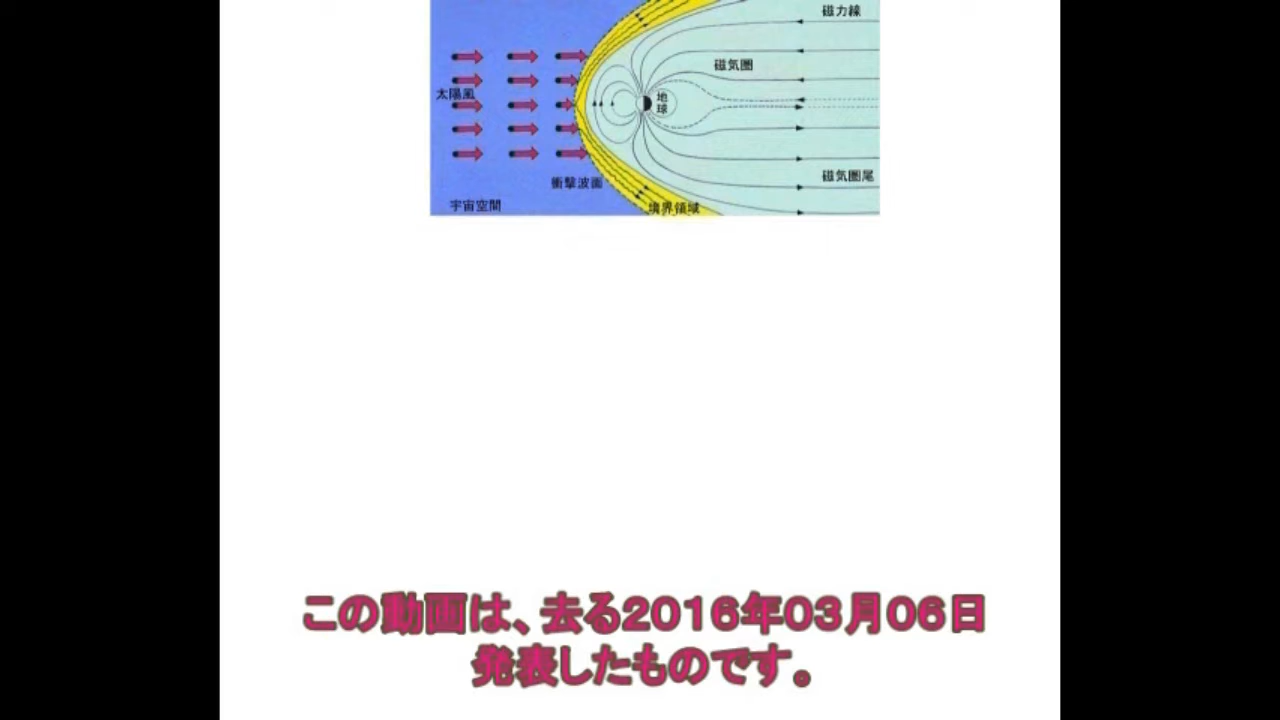 磁力線
磁気圏
太陽風
地球
磁気圏尾
衝撃波面
宇宙空間
境界領域
この動画は、去る2016年03月06日
発表したものです。